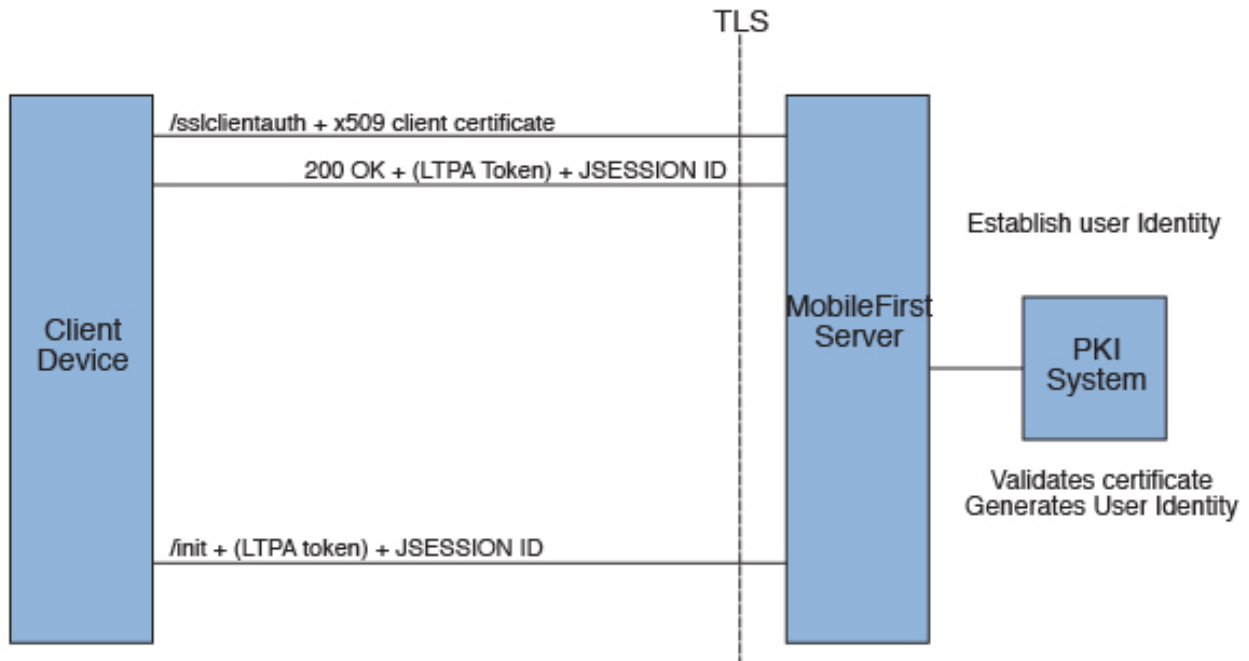 TLS
/sslclientauth + x509 client certificate
200 OK + (LTPA Token) + JSESSION ID
Establish user Identity
Client
Device
MobileFirst
Server
PKI
System
Validates certificate
Generates User Identity
/init + (LTPA token) + JSESSION ID